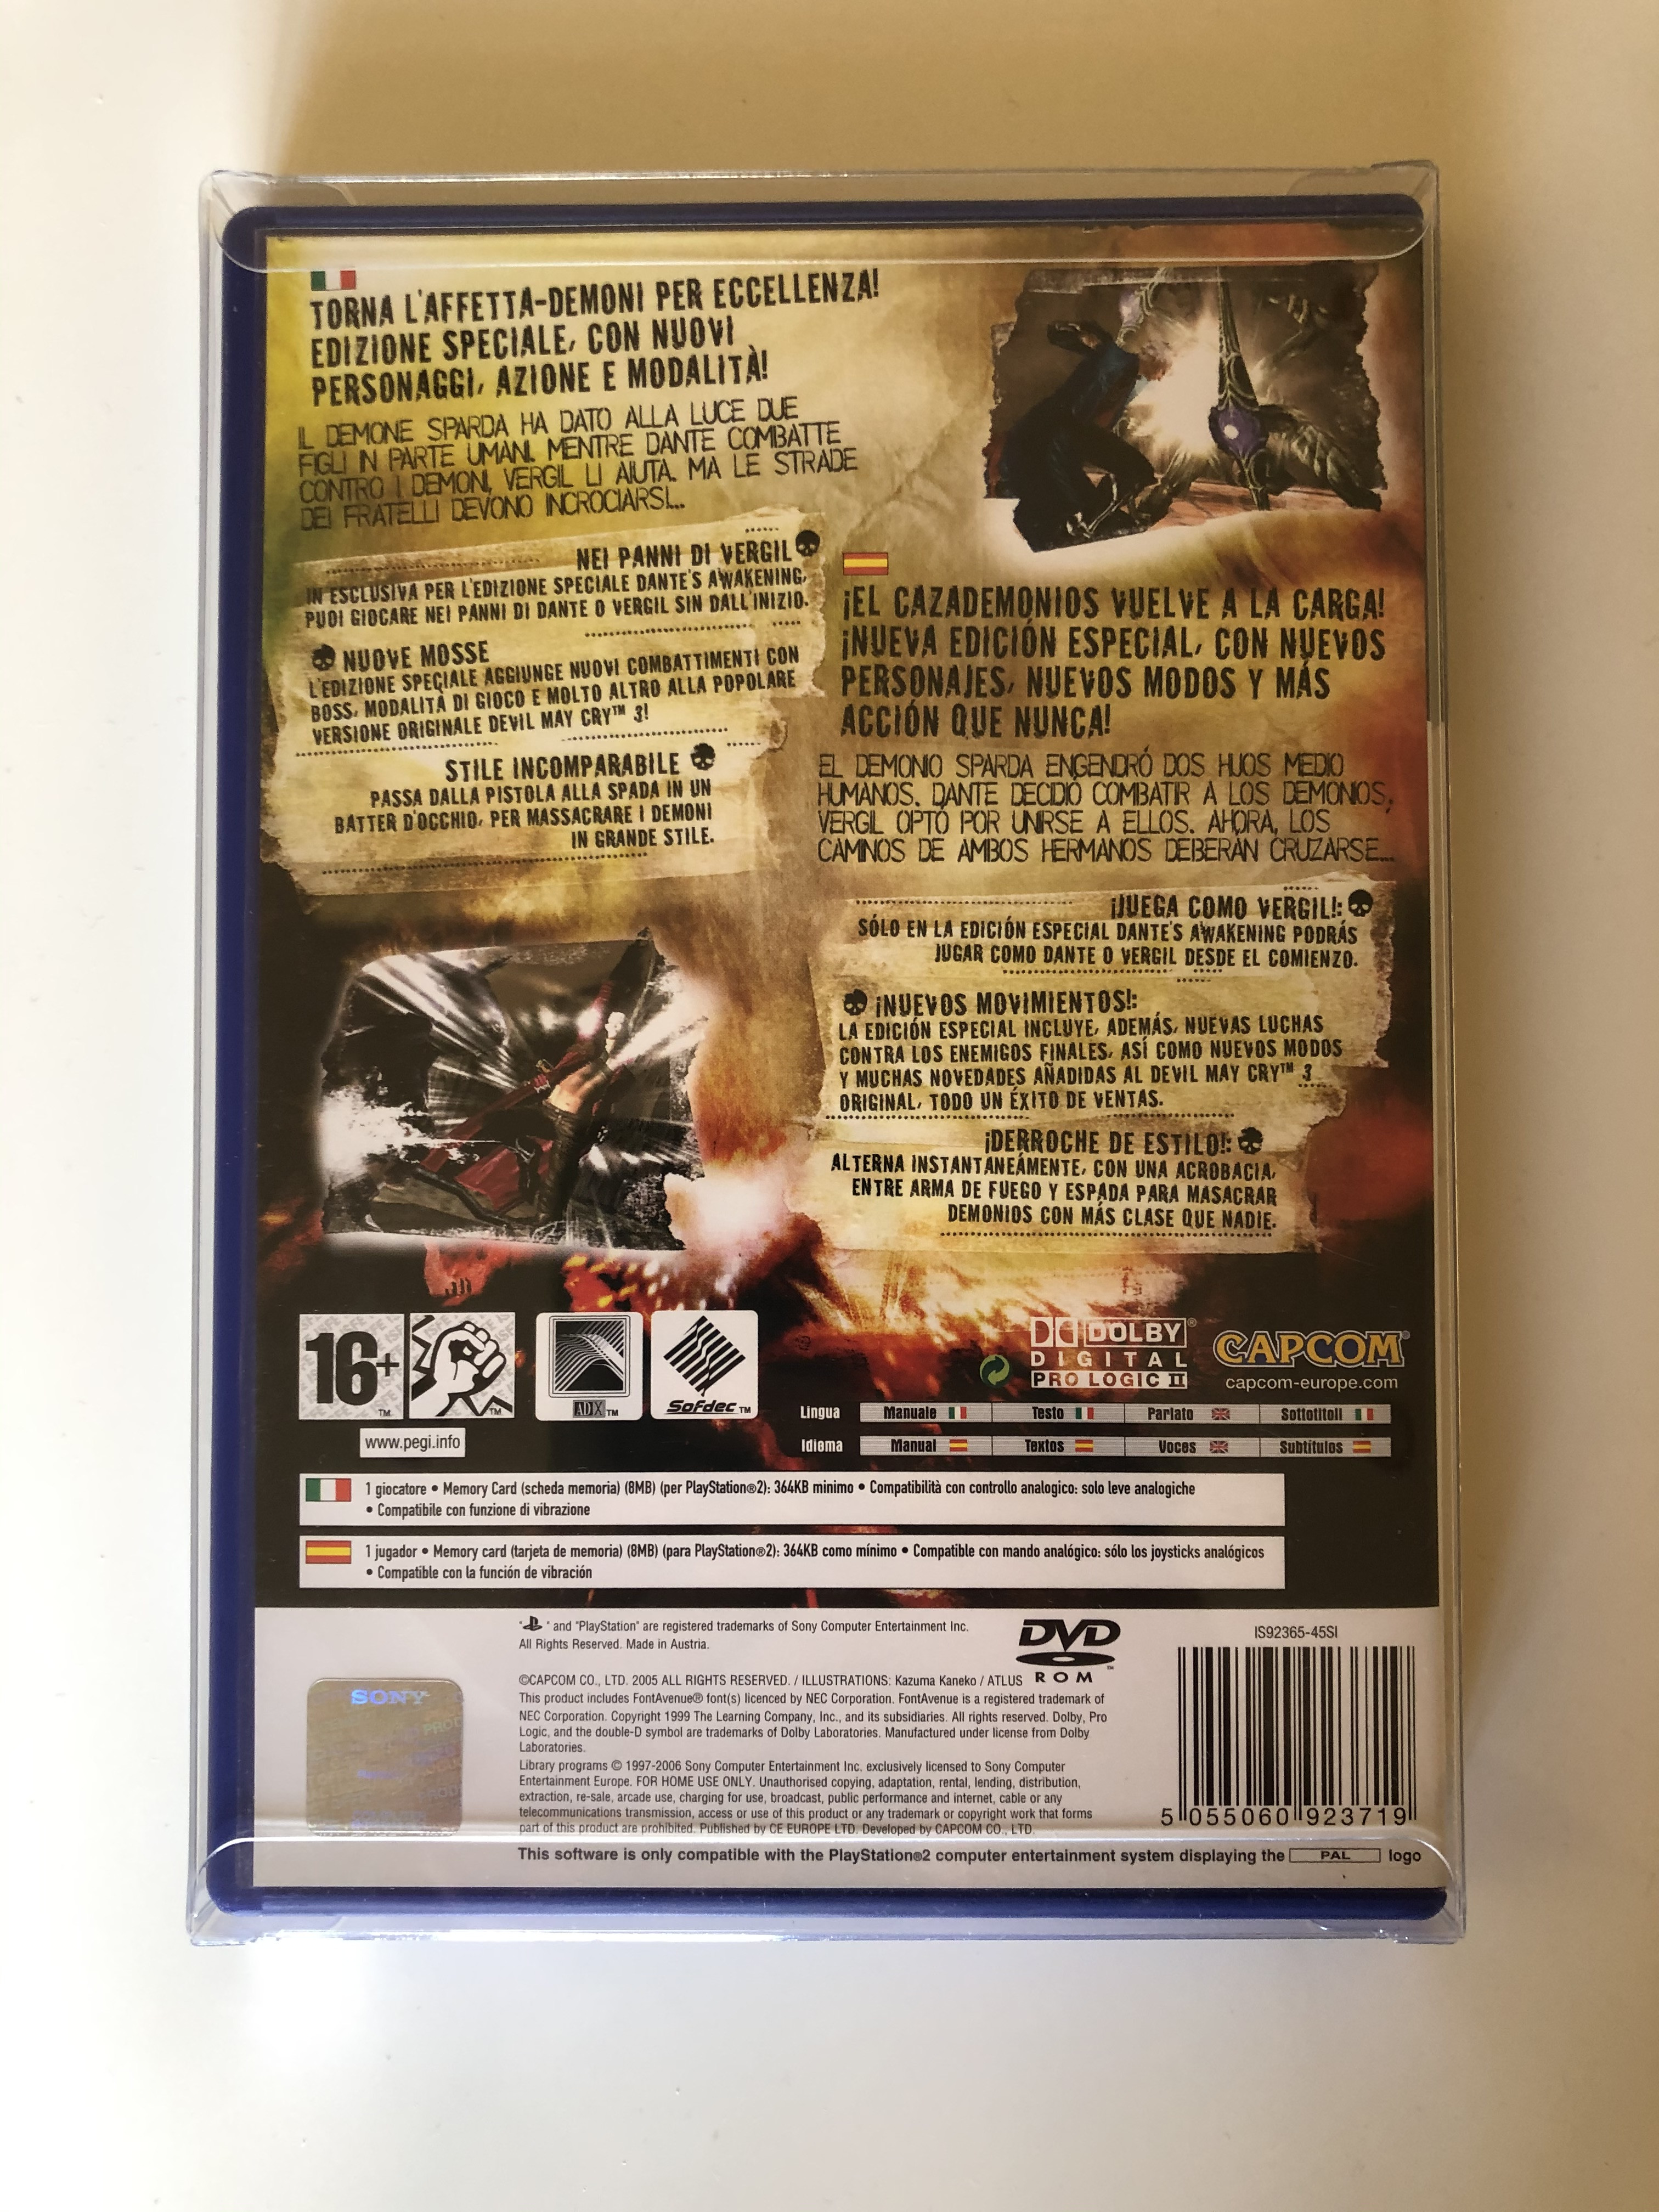 TORNA L'AFFETTA-DEMONI PER ECCELLENZA!
EDIZIONE SPECIALE, CON NUOVI
PERSONAGGI, AZIONE E MODALITÀ!
IL DEMONE SPARDA HA DATO ALLA LUCE DUE
FIGLI IN PARTE UMANI. MENTRE DANTE COMBATTE
CONTRO I DEMONI, VERGIL LI AIUTA. MA LE STRADE
DEI FRATELLI DEVONO INCROCIARSI...
NEI PANNI DI VERGIL
IN ESCLUSIVA PER L'EDIZIONE SPECIALE DANTE'S AWAKENING,
PUOI GIOCARE NEI PANNI DI DANTE O VERGIL SIN DALL'INIZIO.
NUOVE MOSSE
L'EDIZIONE SPECIALE AGGIUNGE NUOVI COMBATTIMENTI CON
BOSS, MODALITÀ DI GIOCO E MOLTO ALTRO ALLA POPOLARE
VERSIONE ORIGINALE DEVIL MAY CRY™ 3!
STILE INCOMPARABILE
PASSA DALLA PISTOLA ALLA SPADA IN UN
BATTER D'OCCHIO, PER MASSACRARE I DEMONI
IN GRANDE STILE.
¡EL CAZADEMONIOS VUELVE A LA CARGA!
¡NUEVA EDICIÓN ESPECIAL, CON NUEVOS
PERSONAJES, NUEVOS MODOS Y MÁS
ACCIÓN QUE NUNCA!
EL DEMONIO SPARDA ENGENDRÓ DOS HIJOS MEDIO
HUMANOS. DANTE DECIDIÓ COMBATIR A LOS DEMONIOS,
VERGIL OPTÓ POR UNIRSE A ELLOS. AHORA, LOS
CAMINOS DE AMBOS HERMANOS DEBERÁN CRUZARSE...
¡JUEGA COMO VERGIL!:
SÓLO EN LA EDICIÓN ESPECIAL DANTE'S AWAKENING PODRÁS
JUGAR COMO DANTE O VERGIL DESDE EL COMIENZO.
¡NUEVOS MOVIMIENTOS!:
LA EDICIÓN ESPECIAL INCLUYE, ADEMÁS, NUEVAS LUCHAS
CONTRA LOS ENEMIGOS FINALES, ASÍ COMO NUEVOS MODOS
Y MUCHAS NOVEDADES AÑADIDAS AL DEVIL MAY CRY™ 3
ORIGINAL, TODO UN ÉXITO DE VENTAS.
¡DERROCHE DE ESTILO!:
ALTERNA INSTANTANEÁMENTE, CON UNA ACROBACIA,
ENTRE ARMA DE FUEGO Y ESPADA PARA MASACRAR
DEMONIOS CON MÁS CLASE QUE NADIE.
16+ ™ ™ ADX™ Sofdec™
www.pegi.info
DOLBY®
DIGITAL
PRO LOGIC II
CAPCOM®
capcom-europe.com
Lingua Manuale Testo Parlato Sottotitoli
Idioma Manual Textos Voces Subtítulos
1 giocatore • Memory Card (scheda memoria) (8MB) (per PlayStation®2): 364KB minimo • Compatibilità con controllo analogico: solo leve analogiche
• Compatibile con funzione di vibrazione
1 jugador • Memory card (tarjeta de memoria) (8MB) (para PlayStation®2): 364KB como mínimo • Compatible con mando analógico: sólo los joysticks analógicos
• Compatible con la función de vibración
" " and "PlayStation" are registered trademarks of Sony Computer Entertainment Inc.
All Rights Reserved. Made in Austria.
DVD™
ROM
IS92365-45SI
SONY
©CAPCOM CO., LTD. 2005 ALL RIGHTS RESERVED. / ILLUSTRATIONS: Kazuma Kaneko / ATLUS
This product includes FontAvenue® font(s) licenced by NEC Corporation. FontAvenue is a registered trademark of
NEC Corporation. Copyright 1999 The Learning Company, Inc., and its subsidiaries. All rights reserved. Dolby, Pro
Logic, and the double-D symbol are trademarks of Dolby Laboratories. Manufactured under license from Dolby
Laboratories.
Library programs © 1997-2006 Sony Computer Entertainment Inc. exclusively licensed to Sony Computer
Entertainment Europe. FOR HOME USE ONLY. Unauthorised copying, adaptation, rental, lending, distribution,
extraction, re-sale, arcade use, charging for use, broadcast, public performance and internet, cable or any
telecommunications transmission, access or use of this product or any trademark or copyright work that forms
part of this product are prohibited. Published by CE EUROPE LTD. Developed by CAPCOM CO., LTD.
5 055060 923719
This software is only compatible with the PlayStation®2 computer entertainment system displaying the PAL logo